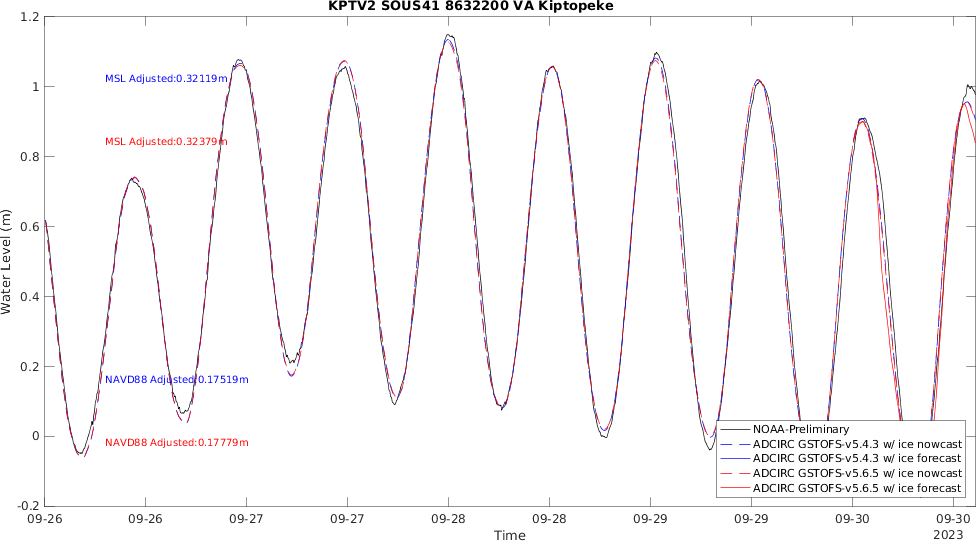 KPTV2 SOUS41 8632200 VA Kiptopeke
1.2
1
0.8
0.6
0.4
0.2
0
-0.2
Water Level (m)
MSL Adjusted:0.32119m
MSL Adjusted:0.32379m
NAVD88 Adjusted:0.17519m
NAVD88 Adjusted:0.17779m
NOAA-Preliminary
ADCIRC GSTOFS-v5.4.3 w/ ice nowcast
ADCIRC GSTOFS-v5.4.3 w/ ice forecast
ADCIRC GSTOFS-v5.6.5 w/ ice nowcast
ADCIRC GSTOFS-v5.6.5 w/ ice forecast
09-26 09-26 09-27 09-27 09-28 09-28 09-29 09-29 09-30 09-30
Time
2023